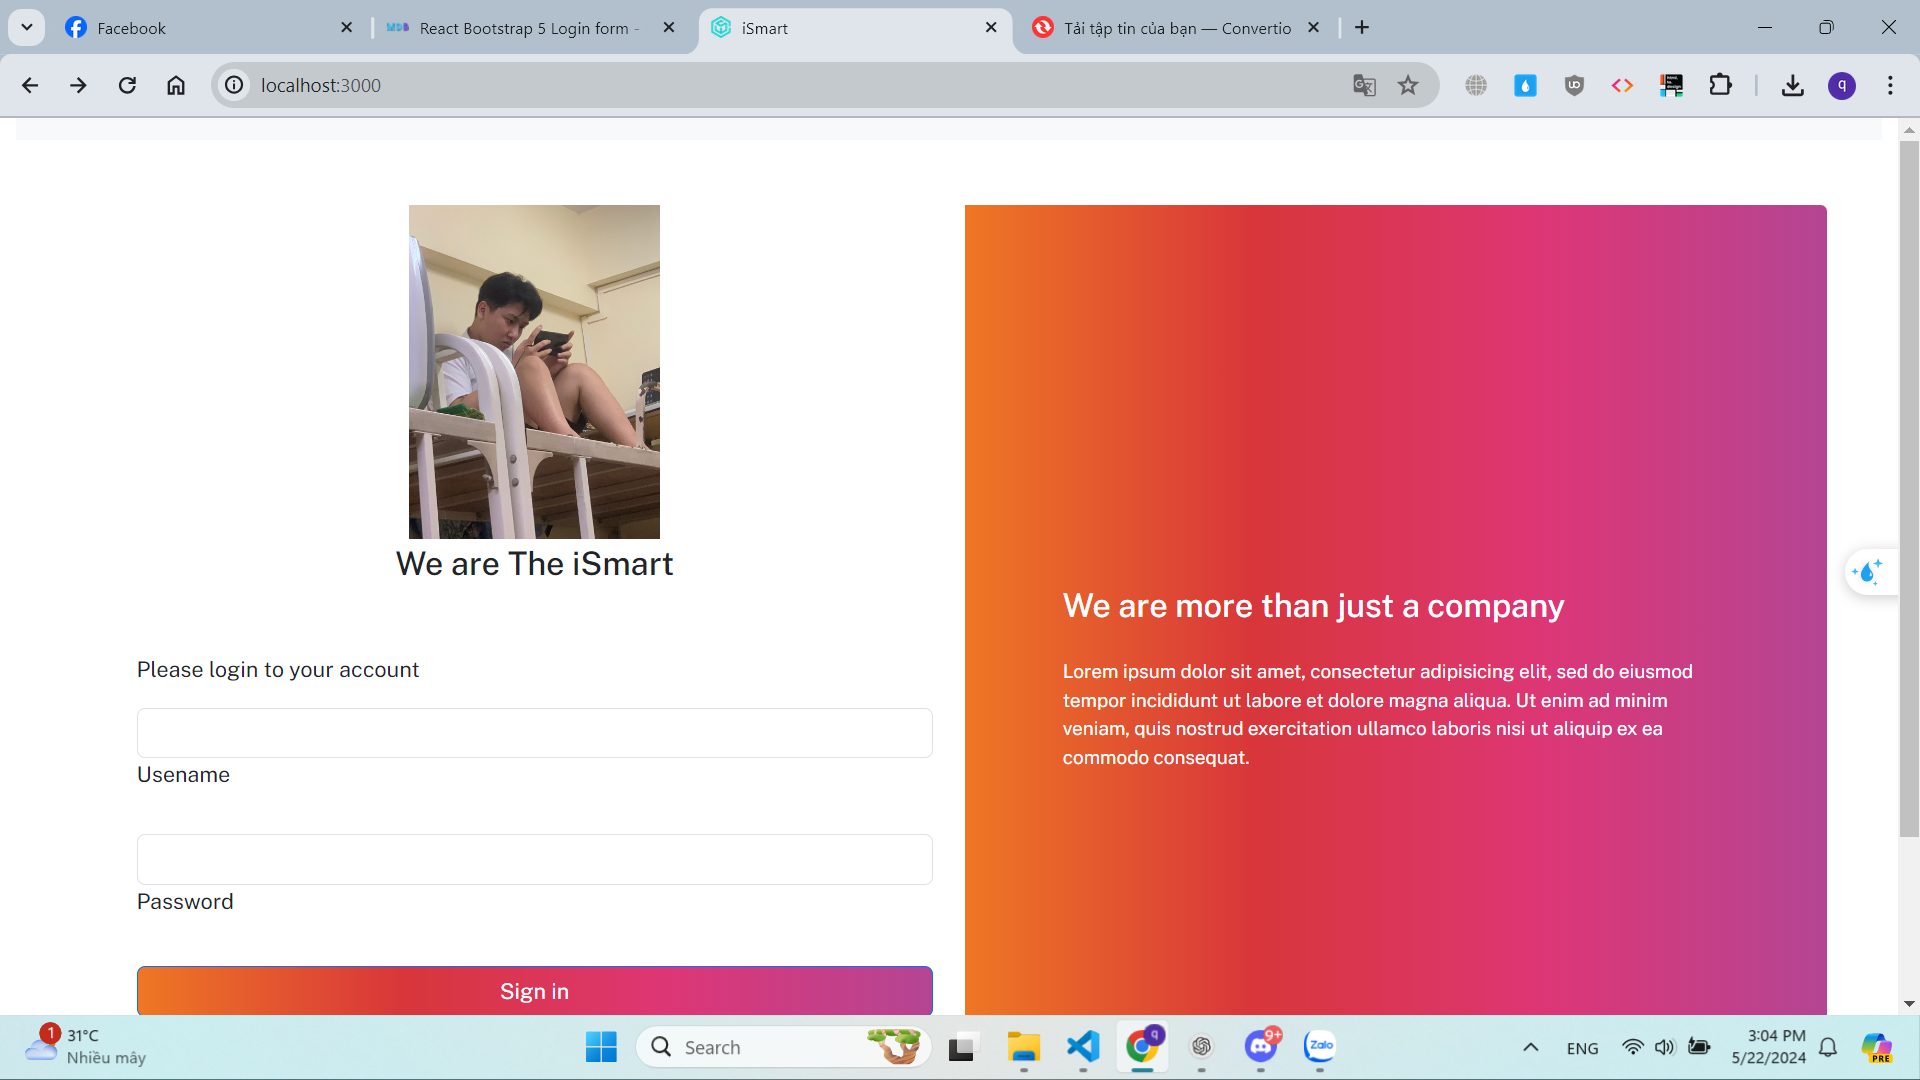 Facebook
React Bootstrap 5 Login form -
iSmart
Tải tập tin của bạn — Convertio
localhost:3000
q
We are The iSmart
Please login to your account
Usename
Password
Sign in
We are more than just a company
Lorem ipsum dolor sit amet, consectetur adipisicing elit, sed do eiusmod
tempor incididunt ut labore et dolore magna aliqua. Ut enim ad minim
veniam, quis nostrud exercitation ullamco laboris nisi ut aliquip ex ea
commodo consequat.
1
31°C
Nhiều mây
Search
q
9+
Zalo
ENG
3:04 PM
5/22/2024
PRE